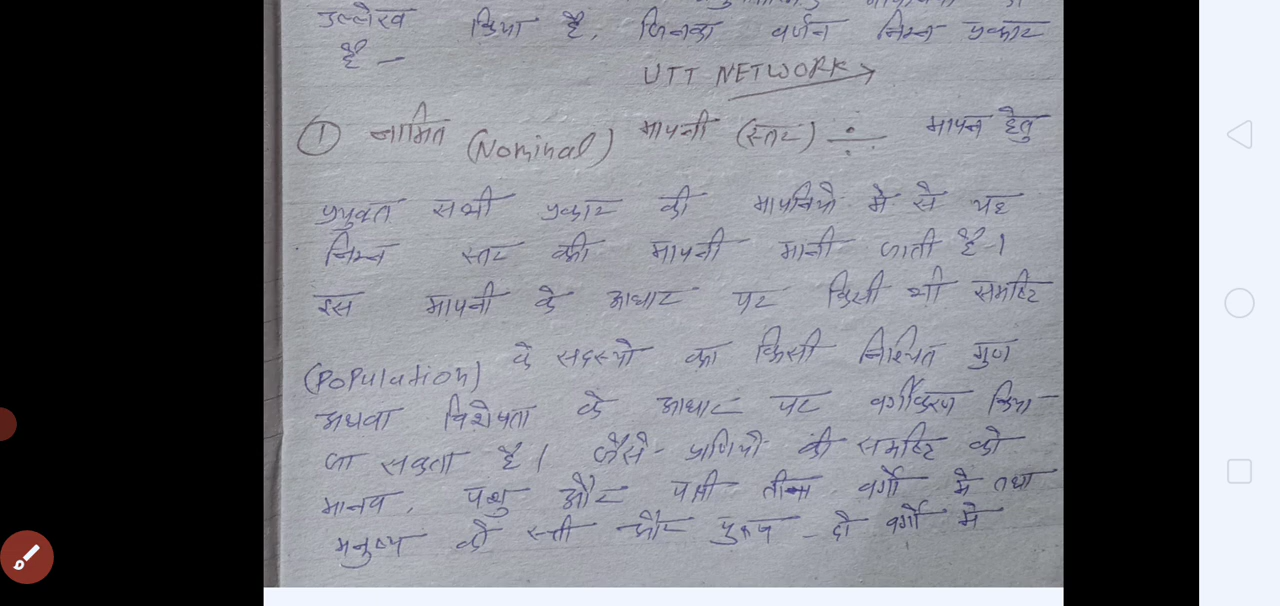 उल्लेख किया है, जिनका वर्णन निम्न प्रकार
है –
UTT NETWORK
① नामित (Nominal) मापनी (स्तर) ÷ मापन हेतु
प्रयुक्त सभी प्रकार की मापनियो में से यह
निम्न स्तर की मापनी मानी जाती है।
इस मापनी के आधार पर किसी भी समष्टि
(Population) के सदस्यो का किसी निश्चित गुण
अथवा विशेषता के आधार पर वर्गीकरण किया
जा सकता है। जैसे- प्राणियो की समष्टि को
मानव, पशु और पक्षी तीन वर्गो में तथा
मनुष्य को स्त्री और पुरुष - दो वर्गो में